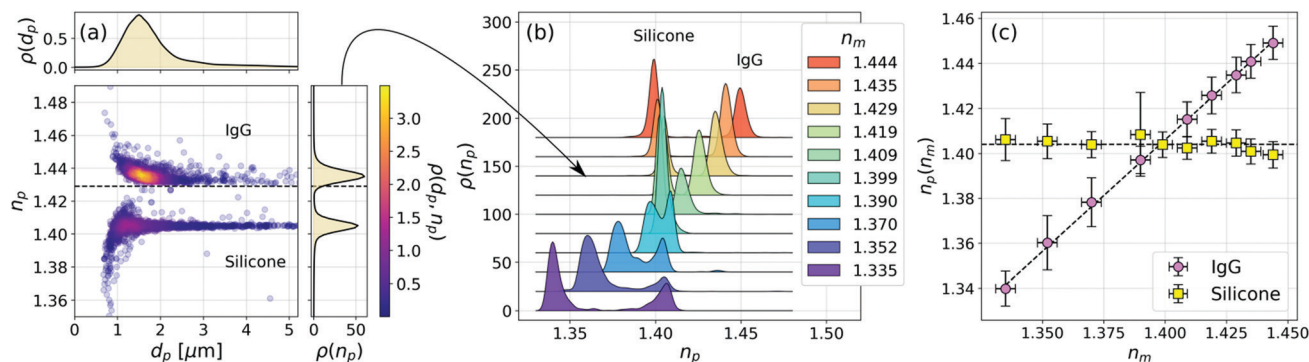 (a)
ρ(d_p)
0.5
0.0
1.48
1.46
1.44
1.42
1.40
1.38
1.36
n_p
IgG
Silicone
0 1 2 3 4 5
d_p [μm]
0 50
ρ(n_p)
3.5
3.0
2.5
2.0
1.5
1.0
0.5
ρ(d_p, n_p)
(b)
300
250
200
150
100
50
0
ρ(n_p)
Silicone
IgG
1.35 1.40 1.45 1.50
n_p
n_m
1.444
1.435
1.429
1.419
1.409
1.399
1.390
1.370
1.352
1.335
(c)
1.46
1.44
1.42
1.40
1.38
1.36
1.34
n_p(n_m)
IgG
Silicone
1.350 1.375 1.400 1.425 1.450
n_m